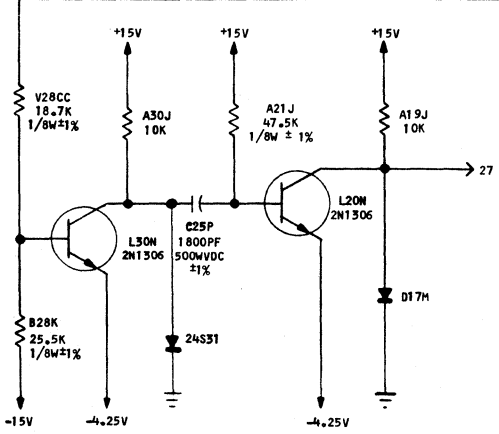 +15V
+15V
+15V
V28CC
18.7K
1/8W±1%
A30J
10K
A21J
47.5K
1/8W ± 1%
A19J
10K
27
L20N
2N1306
L30N
2N1306
C25P
1800PF
500WVDC
±1%
B28K
25.5K
1/8W±1%
24S31
D17M
-15V
-4.25V
-4.25V